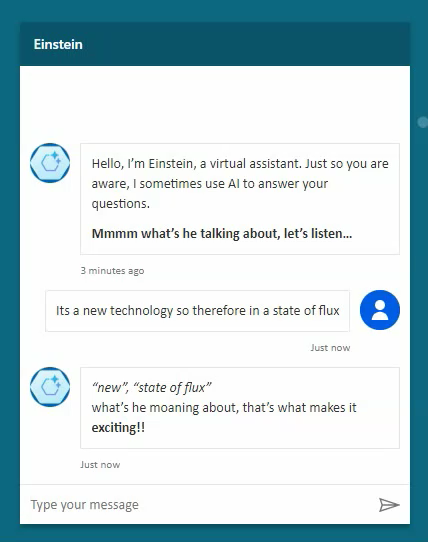 Einstein
Hello, I’m Einstein, a virtual assistant. Just so you are
aware, I sometimes use AI to answer your
questions.
Mmmm what’s he talking about, let’s listen...
3 minutes ago
Its a new technology so therefore in a state of flux
Just now
“new”, “state of flux”
what’s he moaning about, that’s what makes it
exciting!!
Just now
Type your message